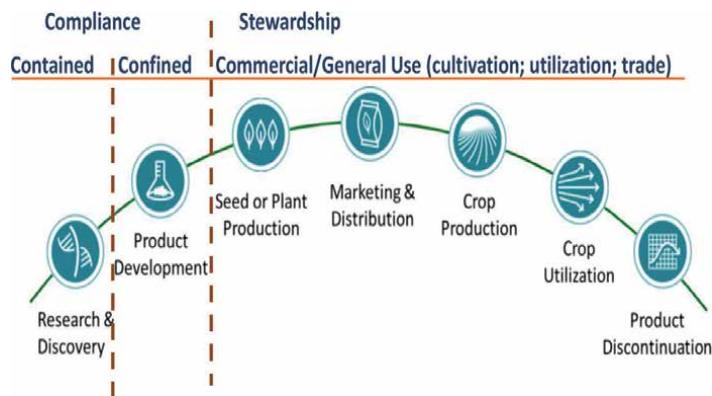 Compliance
Stewardship
Contained
Confined
Commercial/General Use (cultivation; utilization; trade)
Research &
Discovery
Product
Development
Seed or Plant
Production
Marketing &
Distribution
Crop
Production
Crop
Utilization
Product
Discontinuation